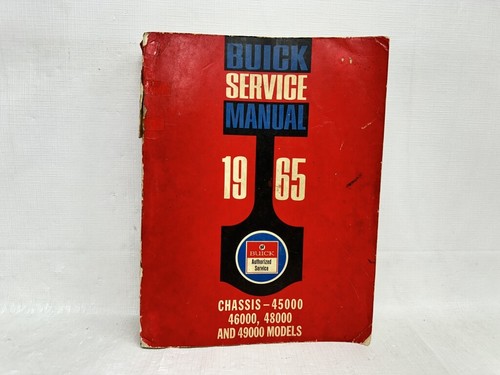 BUICK
SERVICE
MANUAL
19 65
BUICK
Authorized
Service
CHASSIS-45000
46000, 48000
AND 49000 MODELS